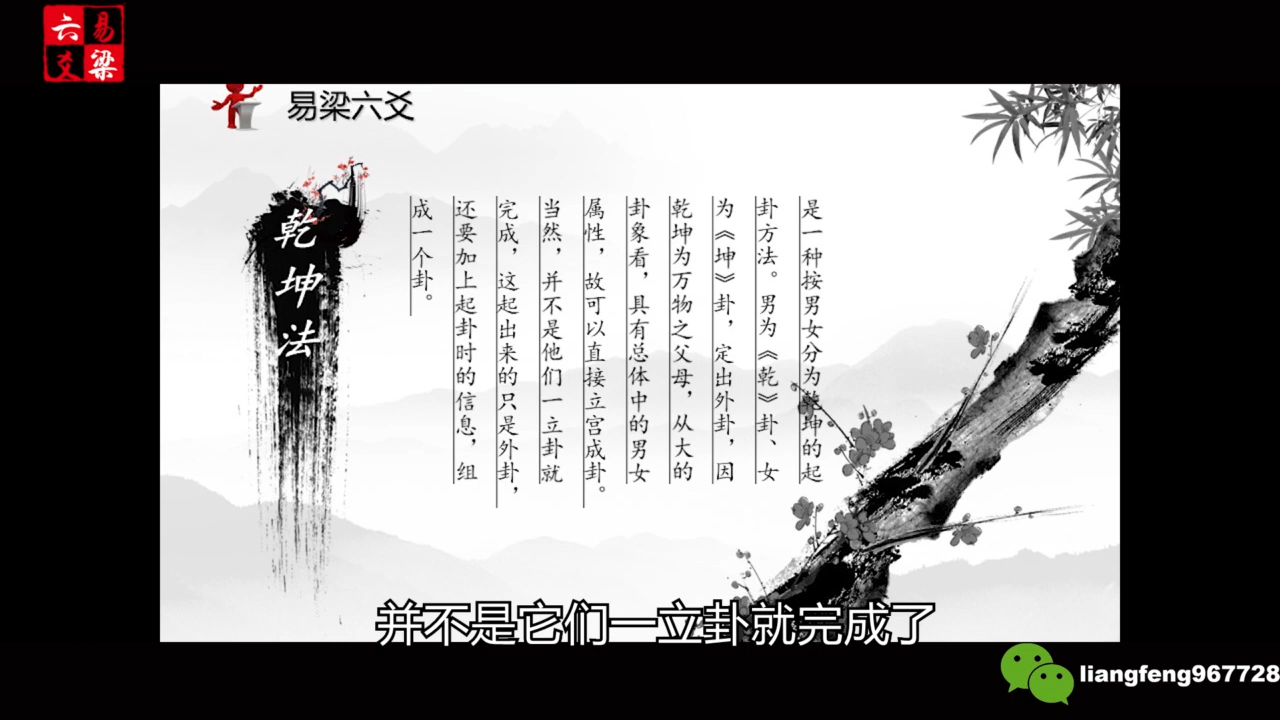 六易
爻梁
易梁六爻
乾坤法
是一种按男女分为乾坤的起
卦方法。男为《乾》卦、女
为《坤》卦，定出外卦，因
乾坤为万物之父母，从大的
卦象看，具有总体中的男女
属性，故可以直接立宫成卦。
当然，并不是他们一立卦就
完成，这起出来的只是外卦，
还要加上起卦时的信息，组
成一个卦。
并不是它们一立卦就完成了
liangfeng967728